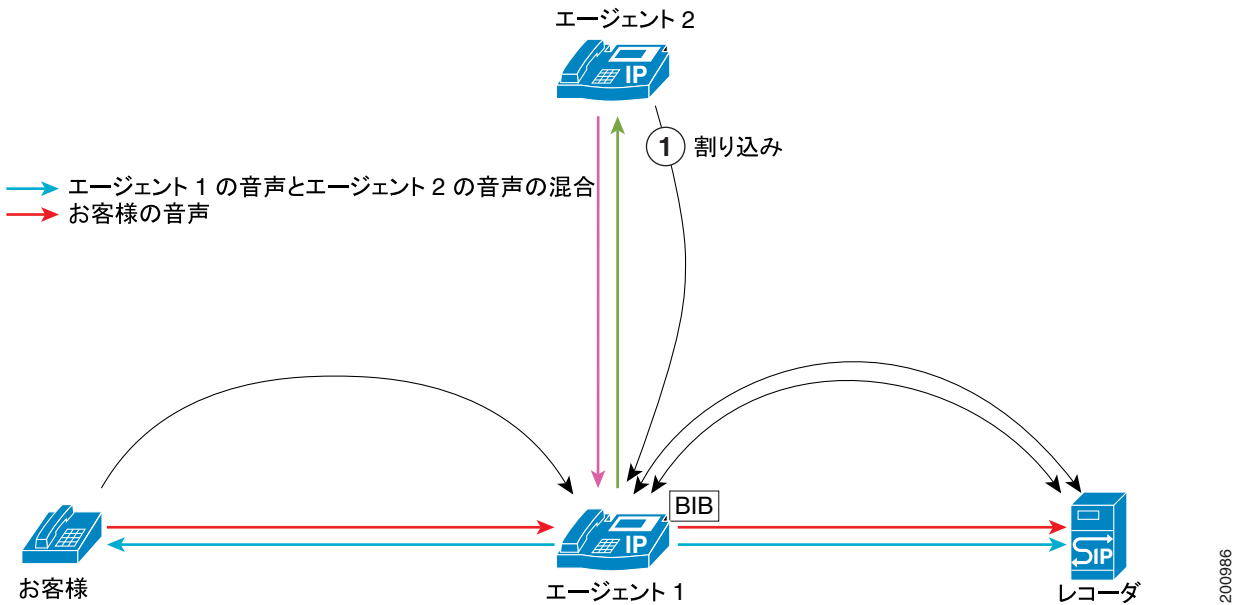 エージェント 2
IP
1 割り込み
エージェント 1 の音声とエージェント 2 の音声の混合
お客様の音声
BIB
IP
SIP
お客様
エージェント 1
レコーダ
200986